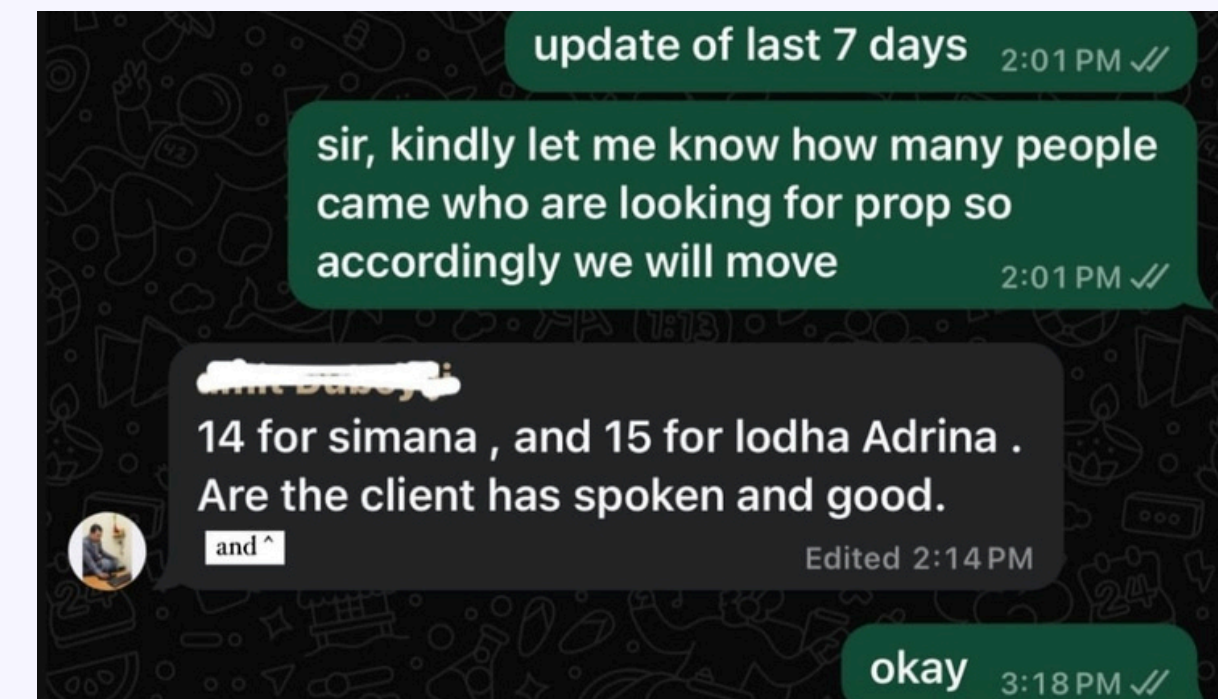 update of last 7 days 2:01 PM
sir, kindly let me know how many people
came who are looking for prop so
accordingly we will move 2:01 PM
14 for simana , and 15 for lodha Adrina .
Are the client has spoken and good.
and ^
Edited 2:14 PM
okay 3:18 PM